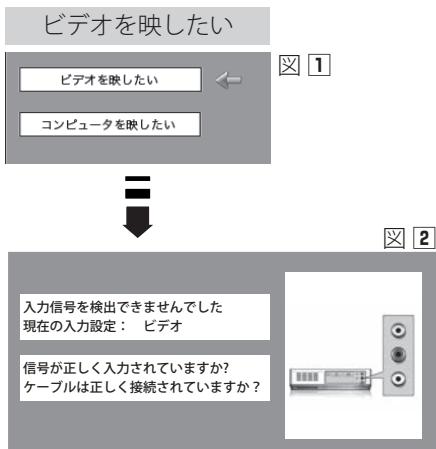 ビデオを映したい
図 1
ビデオを映したい
コンピュータを映したい
図 2
入力信号を検出できませんでした
現在の入力設定： ビデオ
信号が正しく入力されていますか?
ケーブルは正しく接続されていますか？